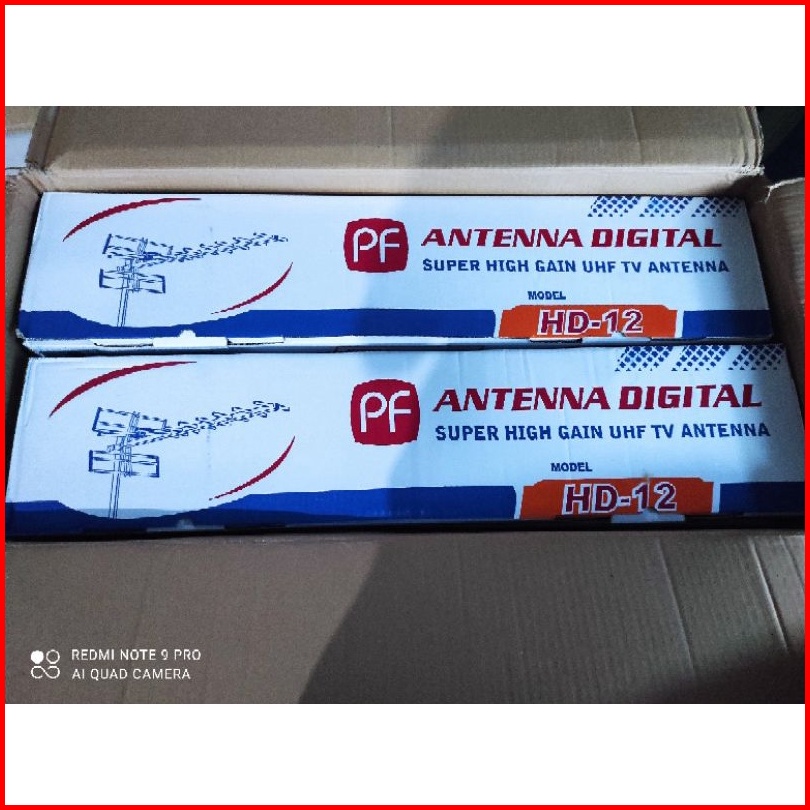 PF
ANTENNA DIGITAL
SUPER HIGH GAIN UHF TV ANTENNA
MODEL
HD-12
PF
ANTENNA DIGITAL
SUPER HIGH GAIN UHF TV ANTENNA
MODEL
HD-12
REDMI NOTE 9 PRO
AI QUAD CAMERA